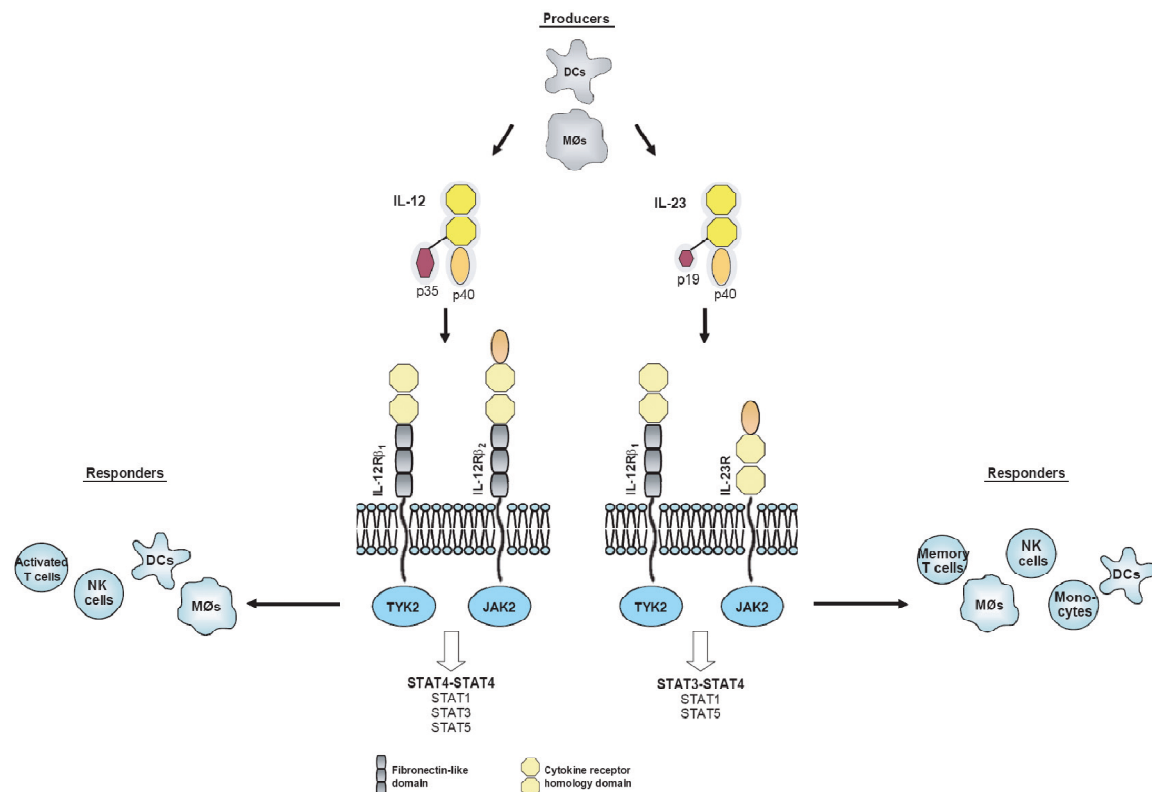 Producers
DCs
MØs
IL-12
p35
p40
IL-23
p19
p40
IL-12Rβ1
IL-12Rβ2
IL-12Rβ1
IL-23R
Responders
Activated
T cells
NK
cells
DCs
MØs
TYK2
JAK2
TYK2
JAK2
Responders
Memory
T cells
NK
cells
DCs
MØs
Mono-
cytes
STAT4-STAT4
STAT1
STAT3
STAT5
STAT3-STAT4
STAT1
STAT5
Fibronectin-like
domain
Cytokine receptor
homology domain